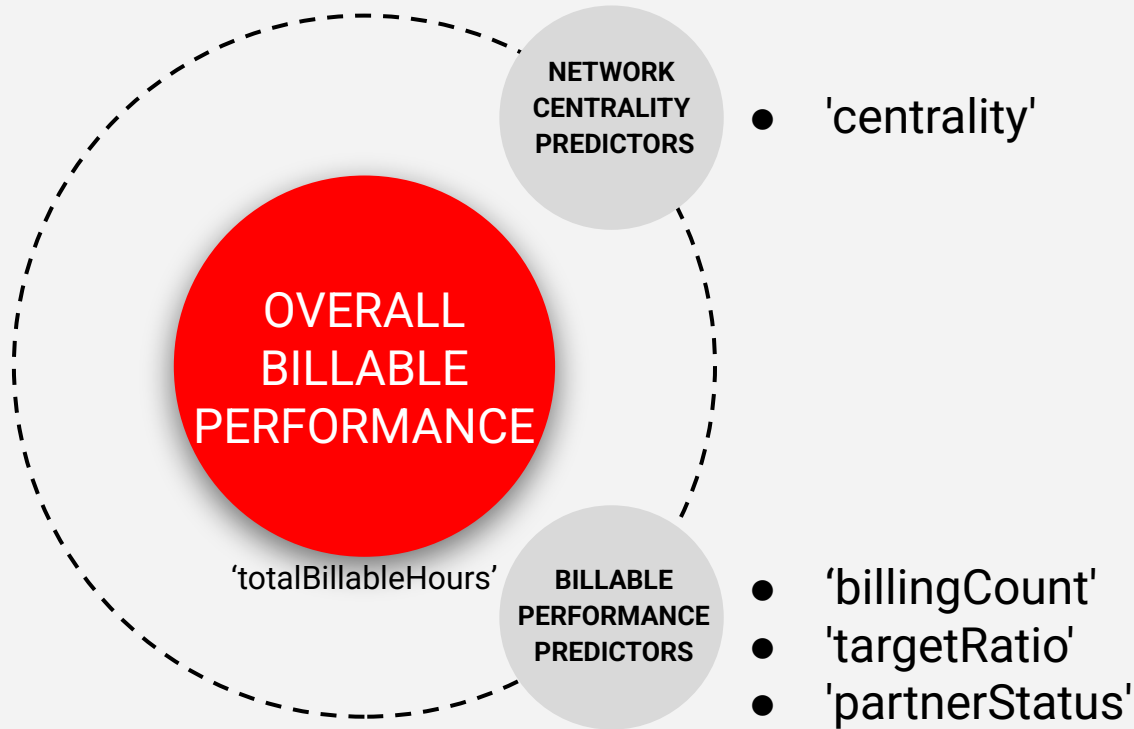 NETWORK
CENTRALITY
PREDICTORS
● 'centrality'
OVERALL
BILLABLE
PERFORMANCE
‘totalBillableHours’
BILLABLE
PERFORMANCE
PREDICTORS
● ‘billingCount'
● 'targetRatio'
● 'partnerStatus'